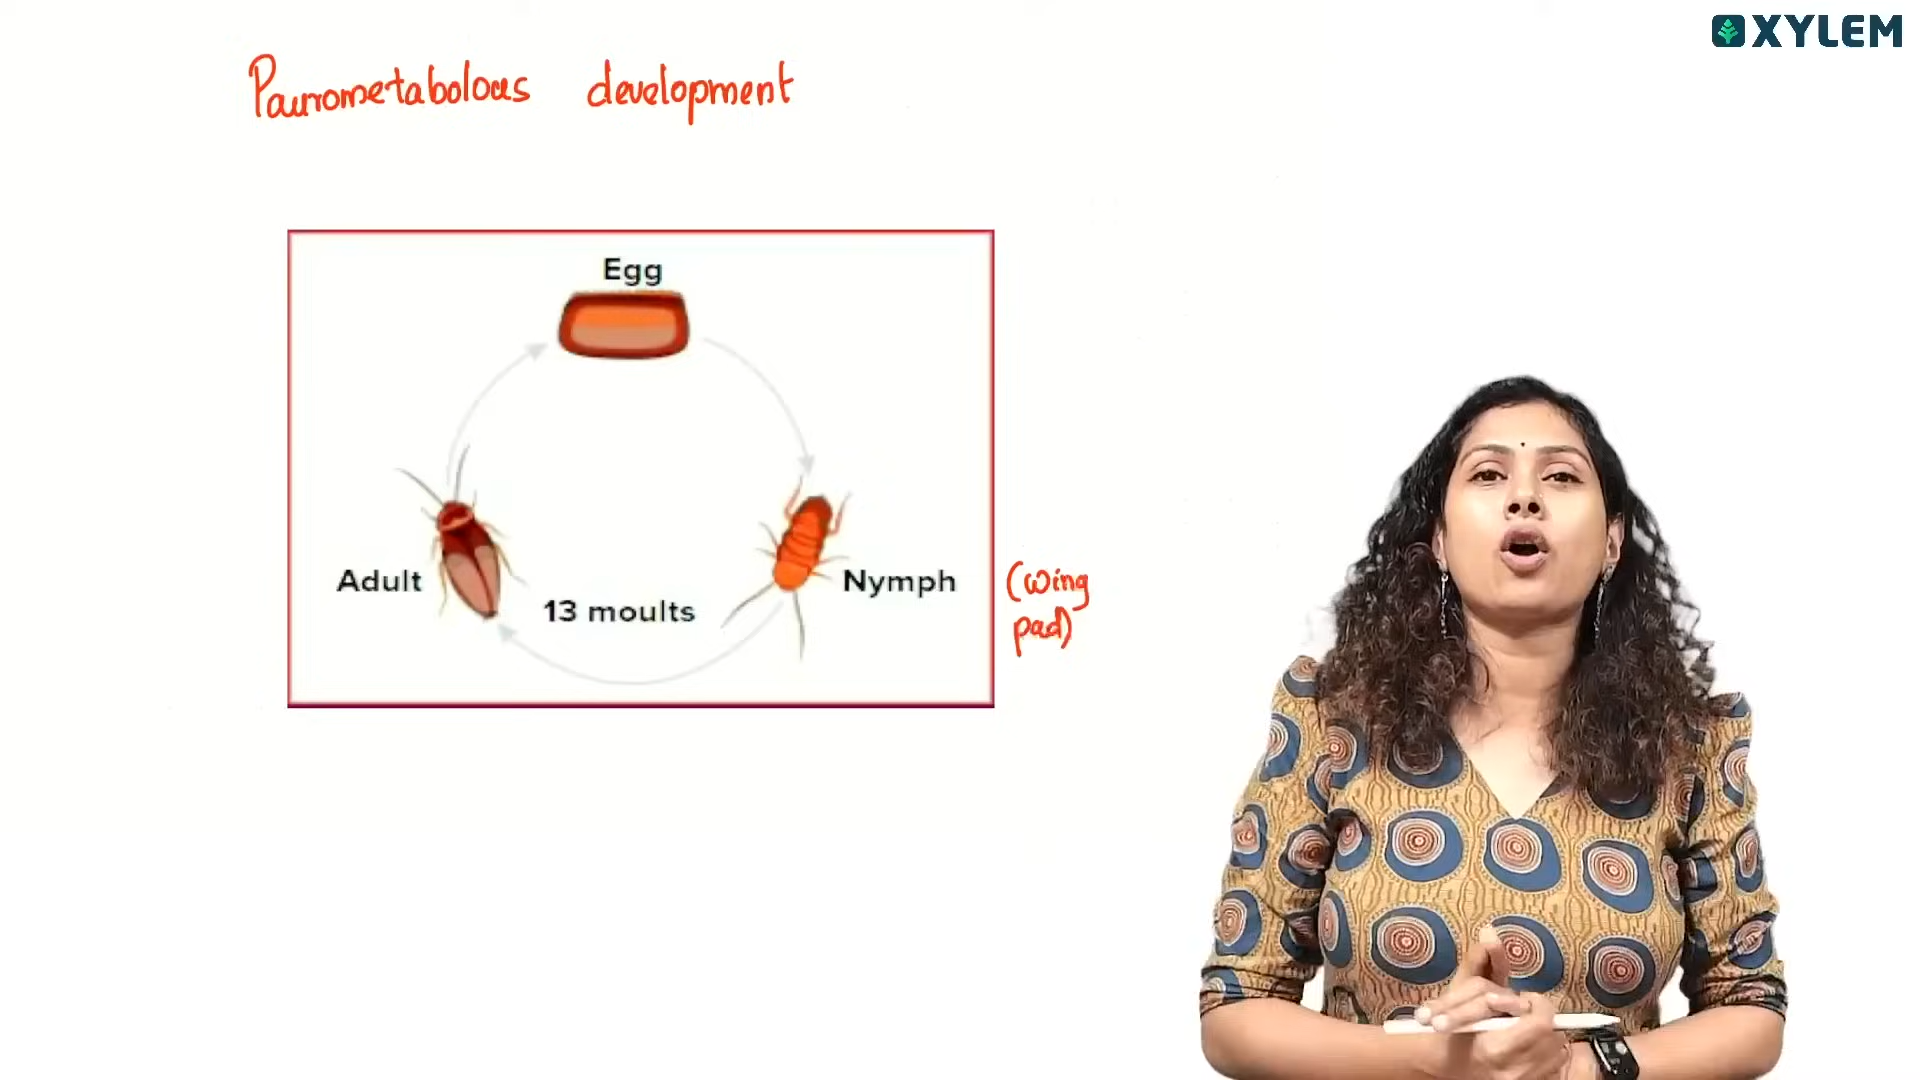 XYLEM
Paurometabolous development
Egg
Adult
13 moults
Nymph
(wing
pad)